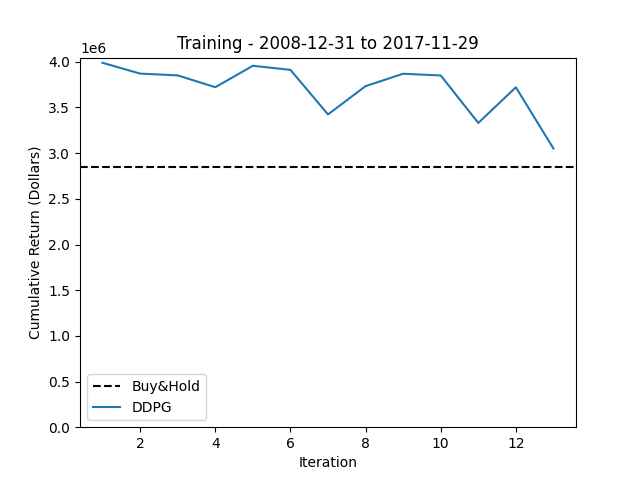 Training - 2008-12-31 to 2017-11-29
1e6
4.0
3.5
3.0
2.5
2.0
1.5
1.0
0.5
0.0
Cumulative Return (Dollars)
Buy&Hold
DDPG
2 4 6 8 10 12
Iteration